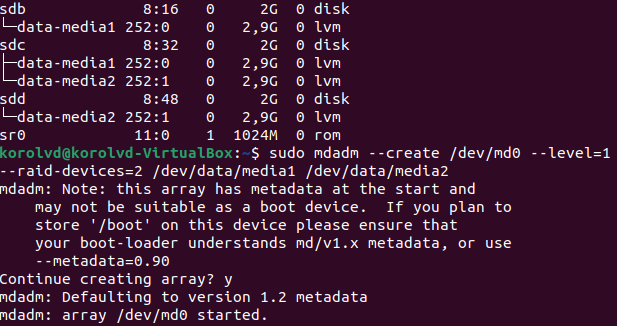 sdb                 8:16   0     2G  0 disk
└─data-media1 252:0    0   2,9G  0 lvm
sdc                 8:32   0     2G  0 disk
├─data-media1 252:0    0   2,9G  0 lvm
└─data-media2 252:1    0   2,9G  0 lvm
sdd                 8:48   0     2G  0 disk
└─data-media2 252:1    0   2,9G  0 lvm
sr0                11:0    1  1024M  0 rom
korolvd@korolvd-VirtualBox:~$ sudo mdadm --create /dev/md0 --level=1
--raid-devices=2 /dev/data/media1 /dev/data/media2
mdadm: Note: this array has metadata at the start and
    may not be suitable as a boot device.  If you plan to
    store '/boot' on this device please ensure that
    your boot-loader understands md/v1.x metadata, or use
    --metadata=0.90
Continue creating array? y
mdadm: Defaulting to version 1.2 metadata
mdadm: array /dev/md0 started.